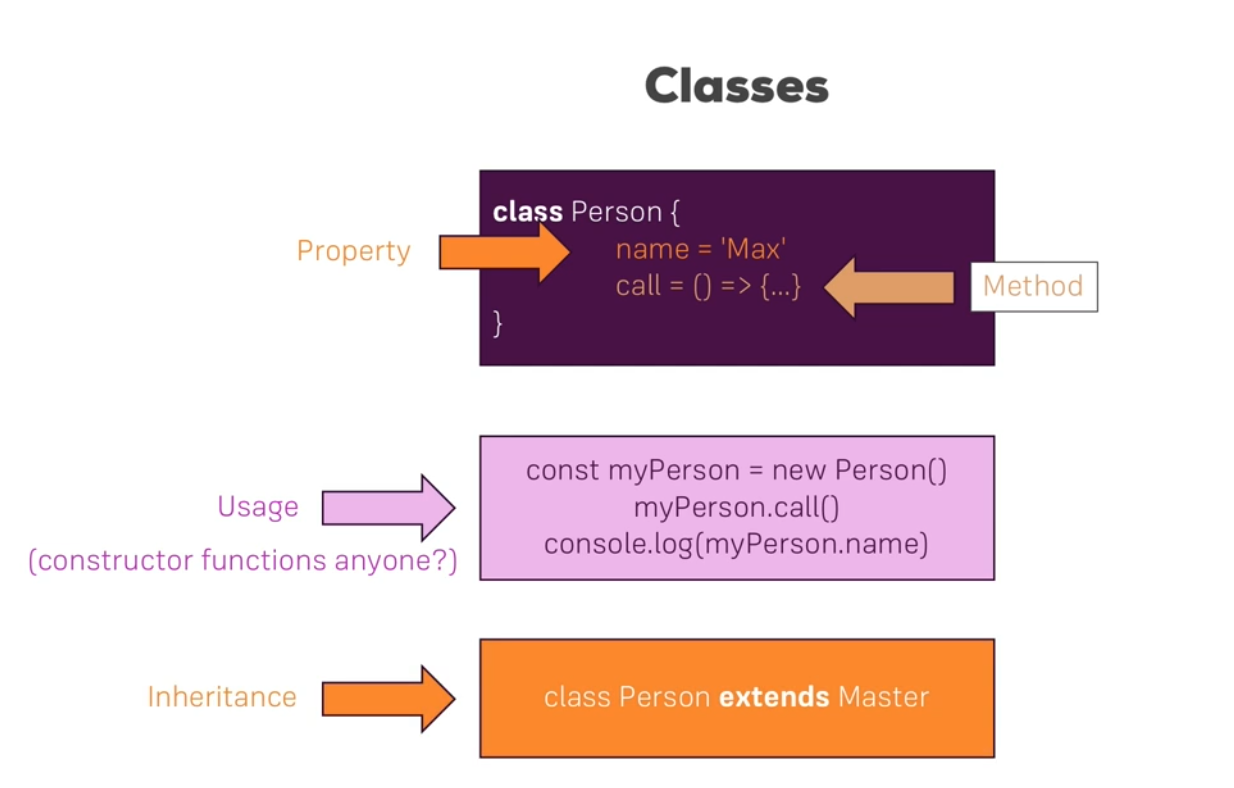 Classes
class Person {
Property
name = 'Max'
call = () => {...}
Method
}
Usage
(constructor functions anyone?)
const myPerson = new Person()
myPerson.call()
console.log(myPerson.name)
Inheritance
class Person extends Master